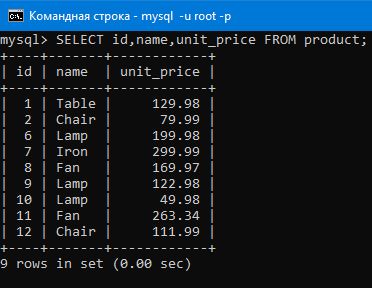 Командная строка - mysql -u root -p
mysql> SELECT id,name,unit_price FROM product;
+----+-------+------------+
| id | name  | unit_price |
+----+-------+------------+
|  1 | Table |     129.98 |
|  2 | Chair |      79.99 |
|  6 | Lamp  |     199.98 |
|  7 | Iron  |     299.99 |
|  8 | Fan   |     169.97 |
|  9 | Lamp  |     122.98 |
| 10 | Lamp  |      49.98 |
| 11 | Fan   |     263.34 |
| 12 | Chair |     111.99 |
+----+-------+------------+
9 rows in set (0.00 sec)